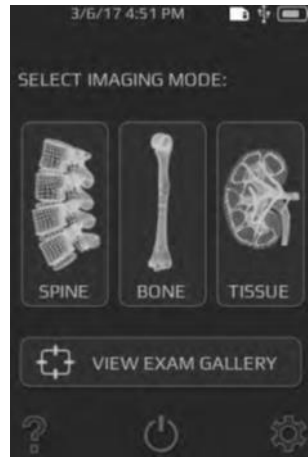 3/6/17 4:51 PM
SELECT IMAGING MODE:
SPINE BONE TISSUE
VIEW EXAM GALLERY
?